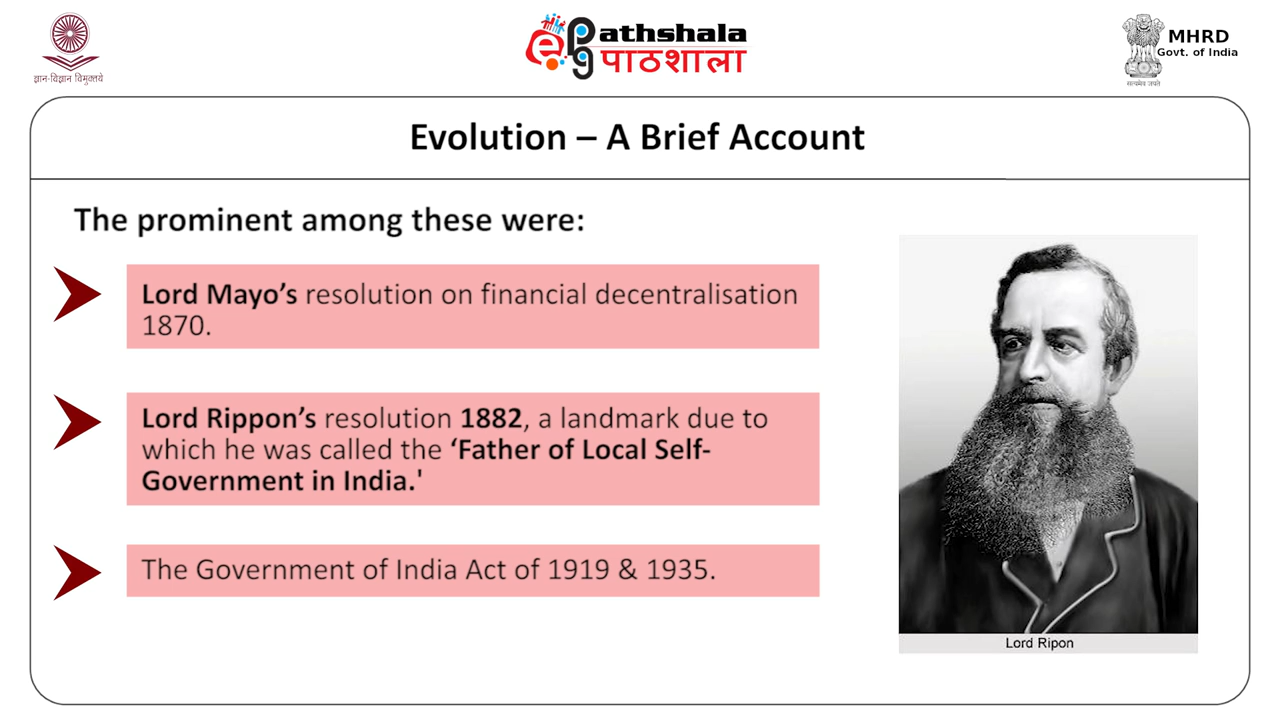 ज्ञान-विज्ञान विमुक्तये
e pg athshala
पाठशाला
MHRD
Govt. of India
सत्यमेव जयते
Evolution – A Brief Account
The prominent among these were:
Lord Mayo’s resolution on financial decentralisation
1870.
Lord Rippon’s resolution 1882, a landmark due to
which he was called the ‘Father of Local Self-
Government in India.'
The Government of India Act of 1919 & 1935.
Lord Ripon